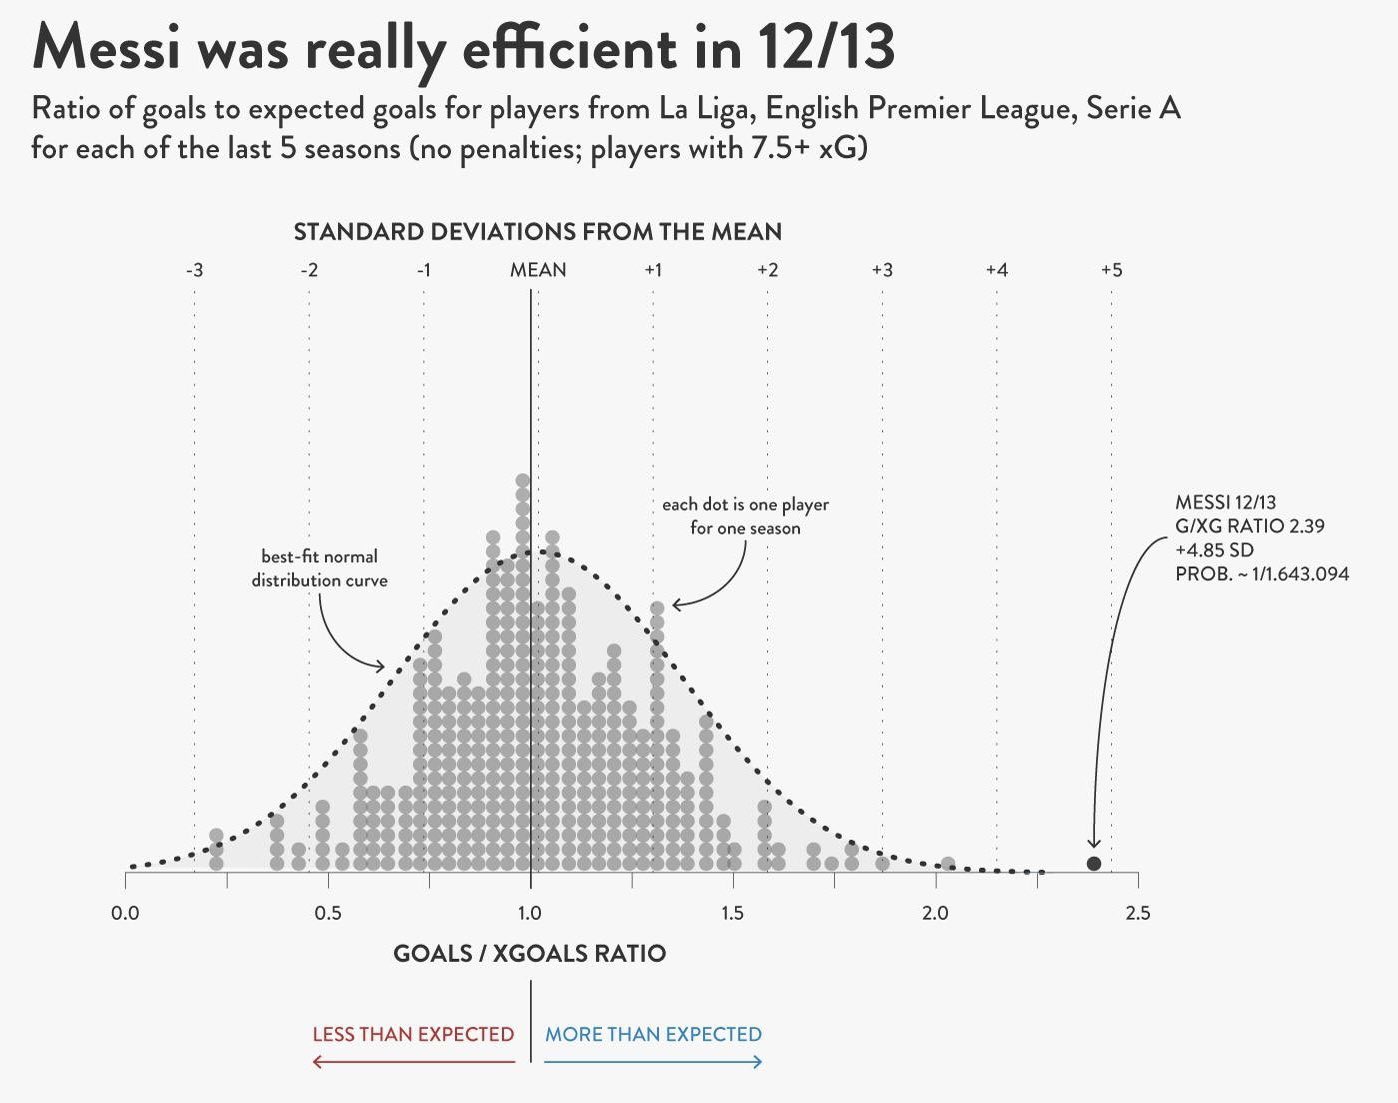 Messi was really efficient in 12/13
Ratio of goals to expected goals for players from La Liga, English Premier League, Serie A
for each of the last 5 seasons (no penalties; players with 7.5+ xG)
STANDARD DEVIATIONS FROM THE MEAN
-3 -2 -1 MEAN +1 +2 +3 +4 +5
each dot is one player
for one season
MESSI 12/13
G/XG RATIO 2.39
+4.85 SD
PROB. ~ 1/1.643.094
best-fit normal
distribution curve
0.0 0.5 1.0 1.5 2.0 2.5
GOALS / XGOALS RATIO
LESS THAN EXPECTED MORE THAN EXPECTED